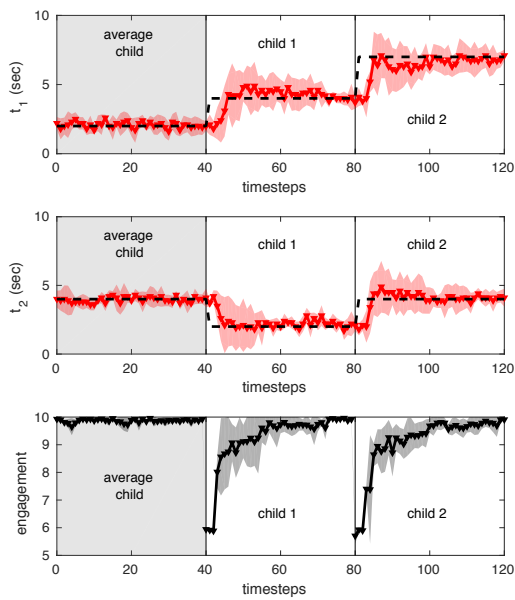 10
5
0
t1 (sec)
average
child
child 1
child 2
0 20 40 60 80 100 120
timesteps
10
5
0
t2 (sec)
average
child
child 1
child 2
0 20 40 60 80 100 120
timesteps
10
9
8
7
6
5
engagement
average
child
child 1
child 2
0 20 40 60 80 100 120
timesteps